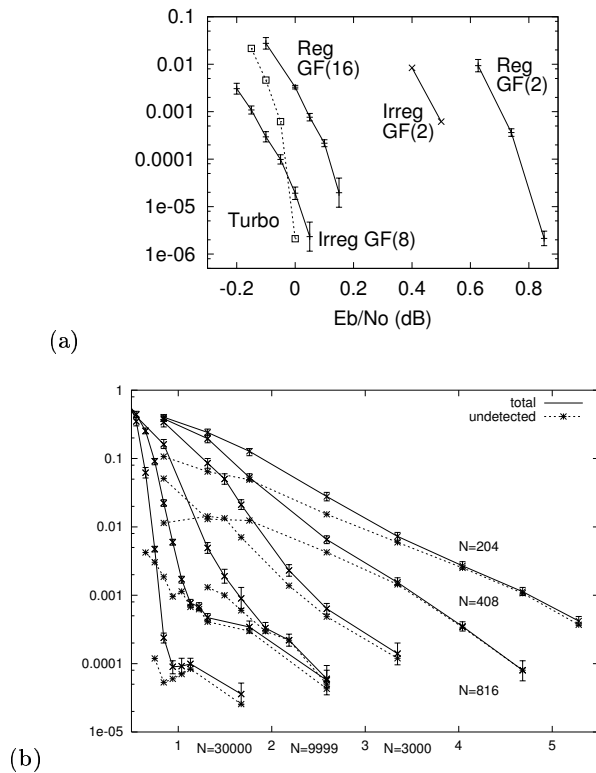 0.1
0.01
0.001
0.0001
1e-05
1e-06
Reg
GF(16)
Reg
GF(2)
Irreg
GF(2)
Turbo
Irreg GF(8)
-0.2 0 0.2 0.4 0.6 0.8
Eb/No (dB)
(a)
1
0.1
0.01
0.001
0.0001
1e-05
total
undetected
N=204
N=408
N=816
1 N=30000 2 N=9999 3 N=3000 4 5
(b)